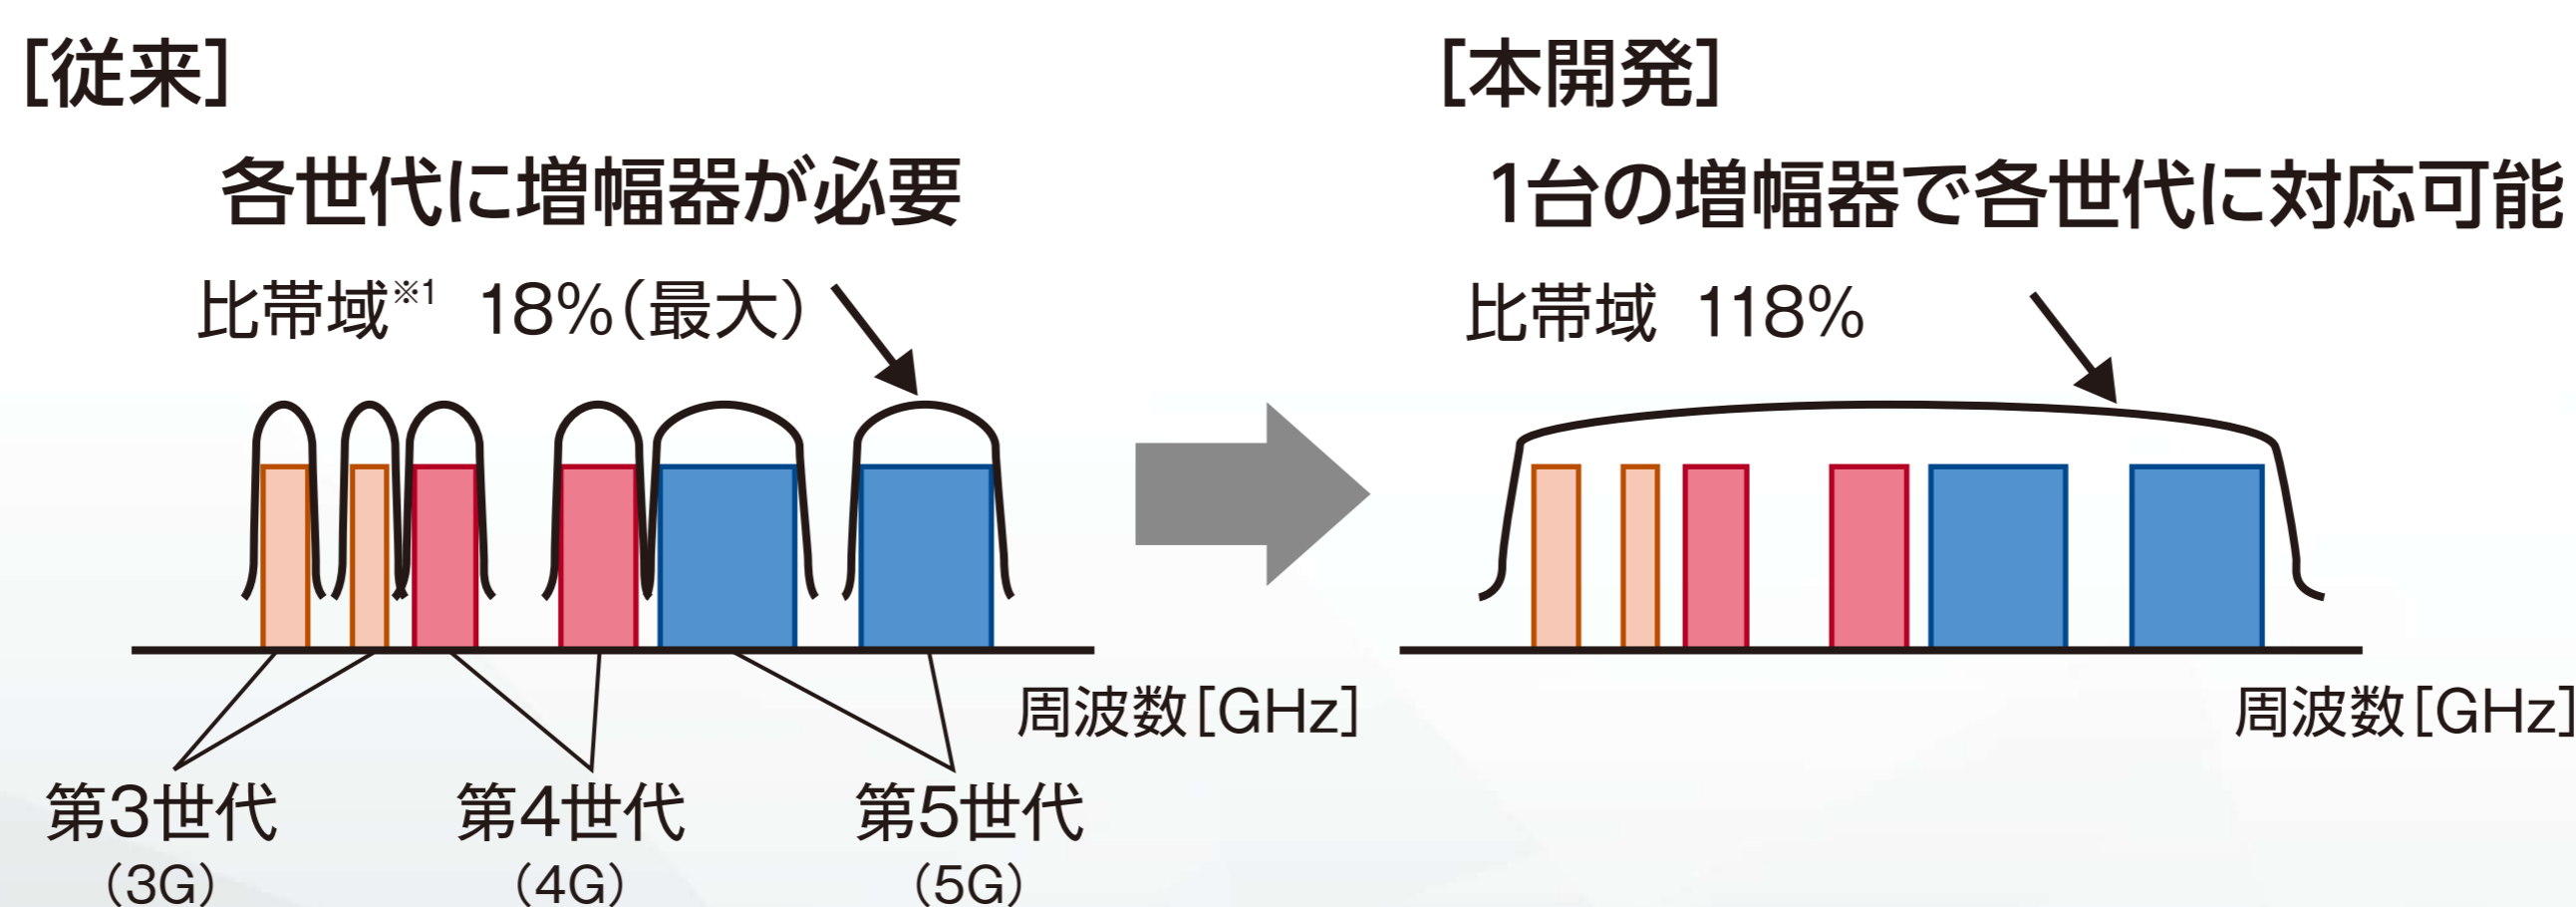 [従来]
各世代に増幅器が必要
比帯域※1 18%(最大)
周波数[GHz]
第3世代
(3G)
第4世代
(4G)
第5世代
(5G)
[本開発]
1台の増幅器で各世代に対応可能
比帯域 118%
周波数[GHz]